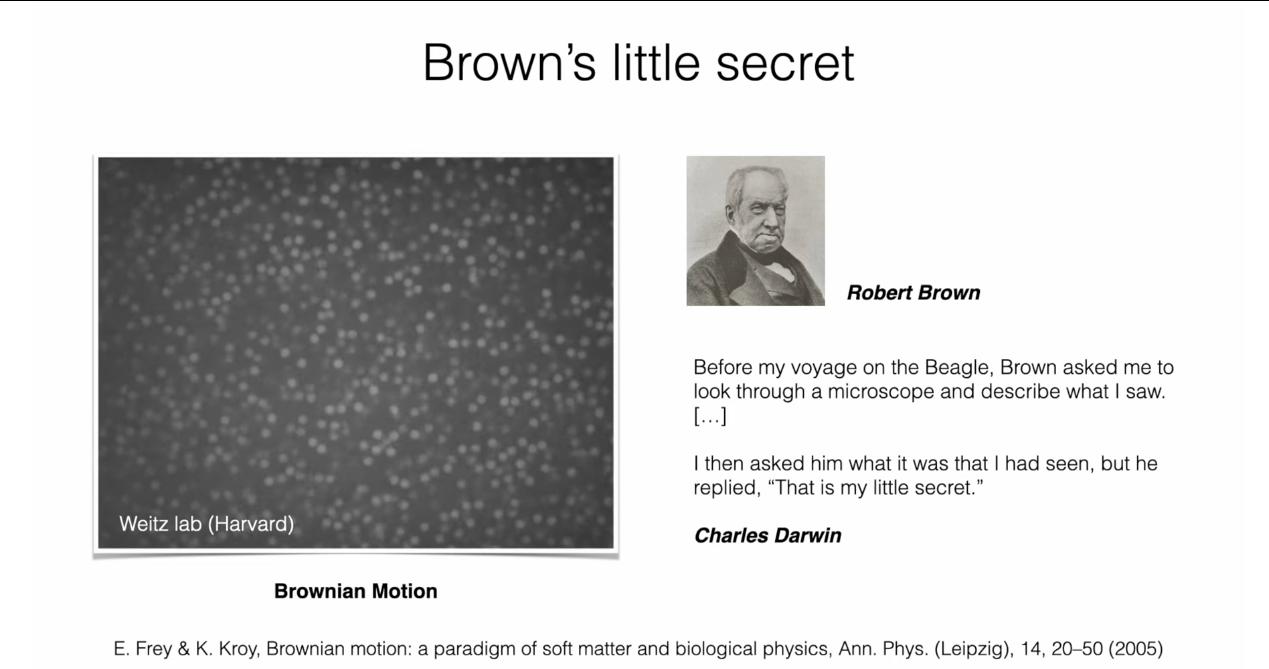 Brown’s little secret
Weitz lab (Harvard)
Brownian Motion
Robert Brown
Before my voyage on the Beagle, Brown asked me to
look through a microscope and describe what I saw.
[…]
I then asked him what it was that I had seen, but he
replied, “That is my little secret.”
Charles Darwin
E. Frey & K. Kroy, Brownian motion: a paradigm of soft matter and biological physics, Ann. Phys. (Leipzig), 14, 20–50 (2005)